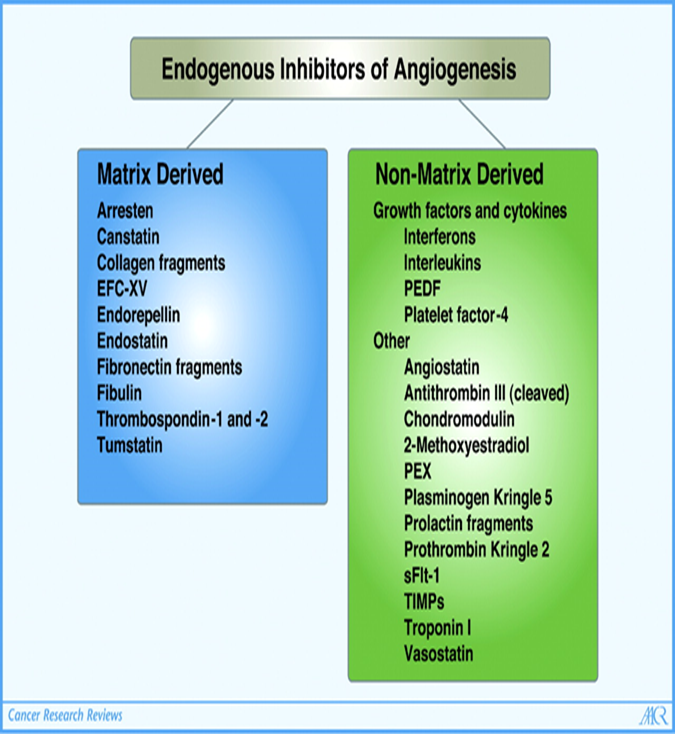 Endogenous Inhibitors of Angiogenesis
Matrix Derived
Arresten
Canstatin
Collagen fragments
EFC-XV
Endorepellin
Endostatin
Fibronectin fragments
Fibulin
Thrombospondin-1 and -2
Tumstatin
Non-Matrix Derived
Growth factors and cytokines
Interferons
Interleukins
PEDF
Platelet factor-4
Other
Angiostatin
Antithrombin III (cleaved)
Chondromodulin
2-Methoxyestradiol
PEX
Plasminogen Kringle 5
Prolactin fragments
Prothrombin Kringle 2
sFlt-1
TIMPs
Troponin I
Vasostatin
Cancer Research Reviews
AACR